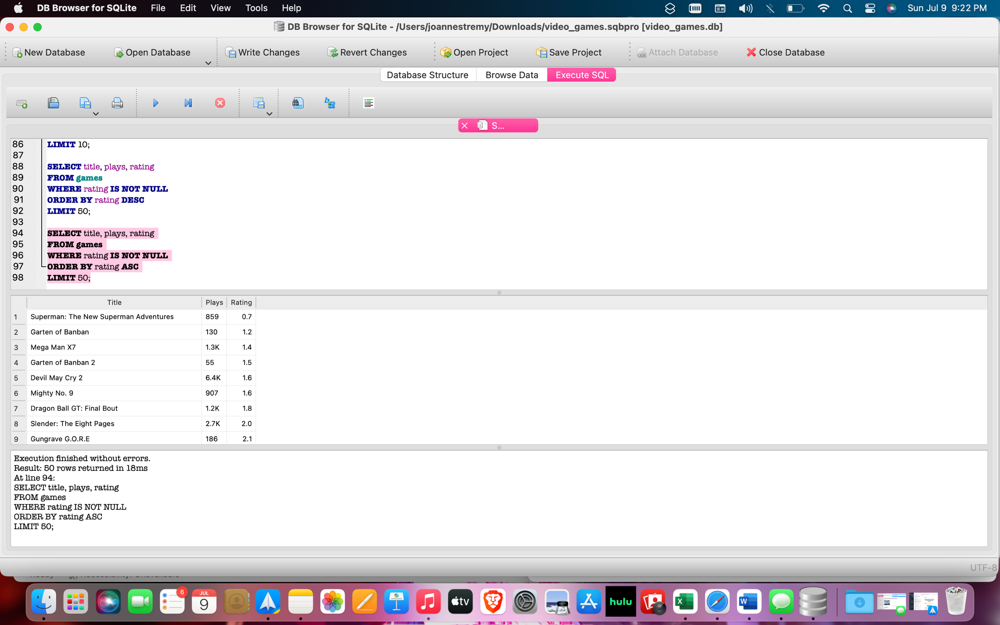 DB Browser for SQLite File Edit View Tools Help Sun Jul 9 9:22 PM
DB Browser for SQLite - /Users/joannestremy/Downloads/video_games.sqbpro [video_games.db]
New Database Open Database Write Changes Revert Changes Open Project Save Project Attach Database Close Database
Database Structure Browse Data Execute SQL
S...
86 LIMIT 10;
87
88 SELECT title, plays, rating
89 FROM games
90 WHERE rating IS NOT NULL
91 ORDER BY rating DESC
92 LIMIT 50;
93
94 SELECT title, plays, rating
95 FROM games
96 WHERE rating IS NOT NULL
97 ORDER BY rating ASC
98 LIMIT 50;
Title Plays Rating
1 Superman: The New Superman Adventures 859 0.7
2 Garten of Banban 130 1.2
3 Mega Man X7 1.3K 1.4
4 Garten of Banban 2 55 1.5
5 Devil May Cry 2 6.4K 1.6
6 Mighty No. 9 907 1.6
7 Dragon Ball GT: Final Bout 1.2K 1.8
8 Slender: The Eight Pages 2.7K 2.0
9 Gungrave G.O.R.E 186 2.1
Execution finished without errors.
Result: 50 rows returned in 18ms
At line 94:
SELECT title, plays, rating
FROM games
WHERE rating IS NOT NULL
ORDER BY rating ASC
LIMIT 50;
UTF-8
6
JUL
9
tv
hulu
X
W